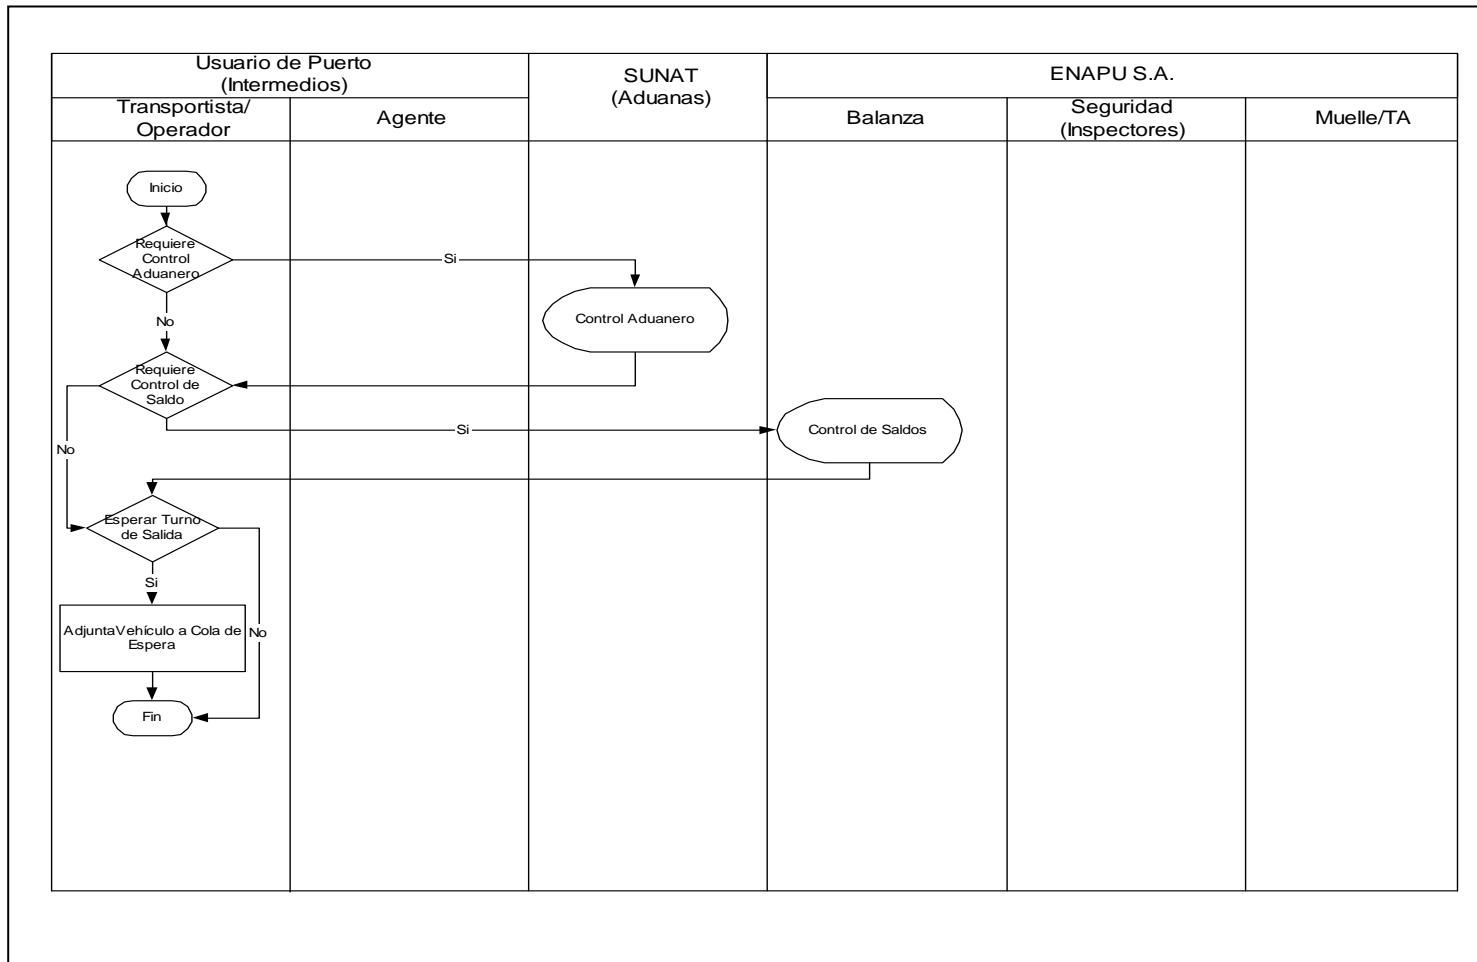 Usuario de Puerto
(Intermedios)
SUNAT
(Aduanas)
ENAPU S.A.
Transportista/
Operador
Agente
Balanza
Seguridad
(Inspectores)
Muelle/TA
Inicio
Requiere
Control
Aduanero
Si
No
Control Aduanero
Requiere
Control de
Saldo
Si
No
Control de Saldos
Esperar Turno
de Salida
Si
No
AdjuntaVehículo a Cola de
Espera
Fin